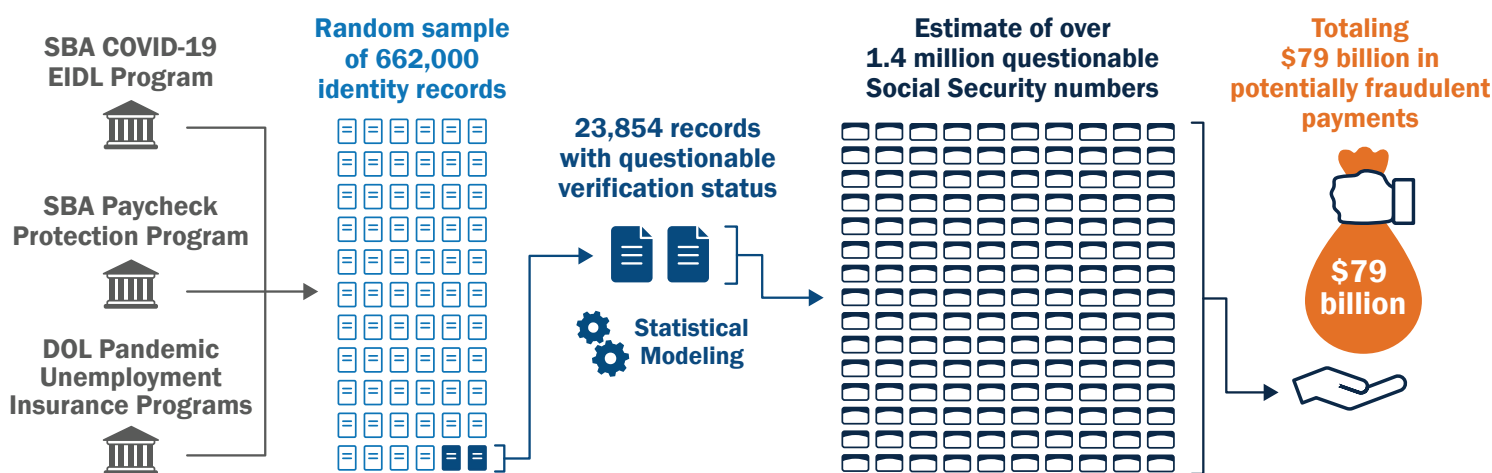 SBA COVID-19
EIDL Program
SBA Paycheck
Protection Program
DOL Pandemic
Unemployment
Insurance Programs
Random sample
of 662,000
identity records
23,854 records
with questionable
verification status
Statistical
Modeling
Estimate of over
1.4 million questionable
Social Security numbers
Totaling
$79 billion in
potentially fraudulent
payments
$79
billion